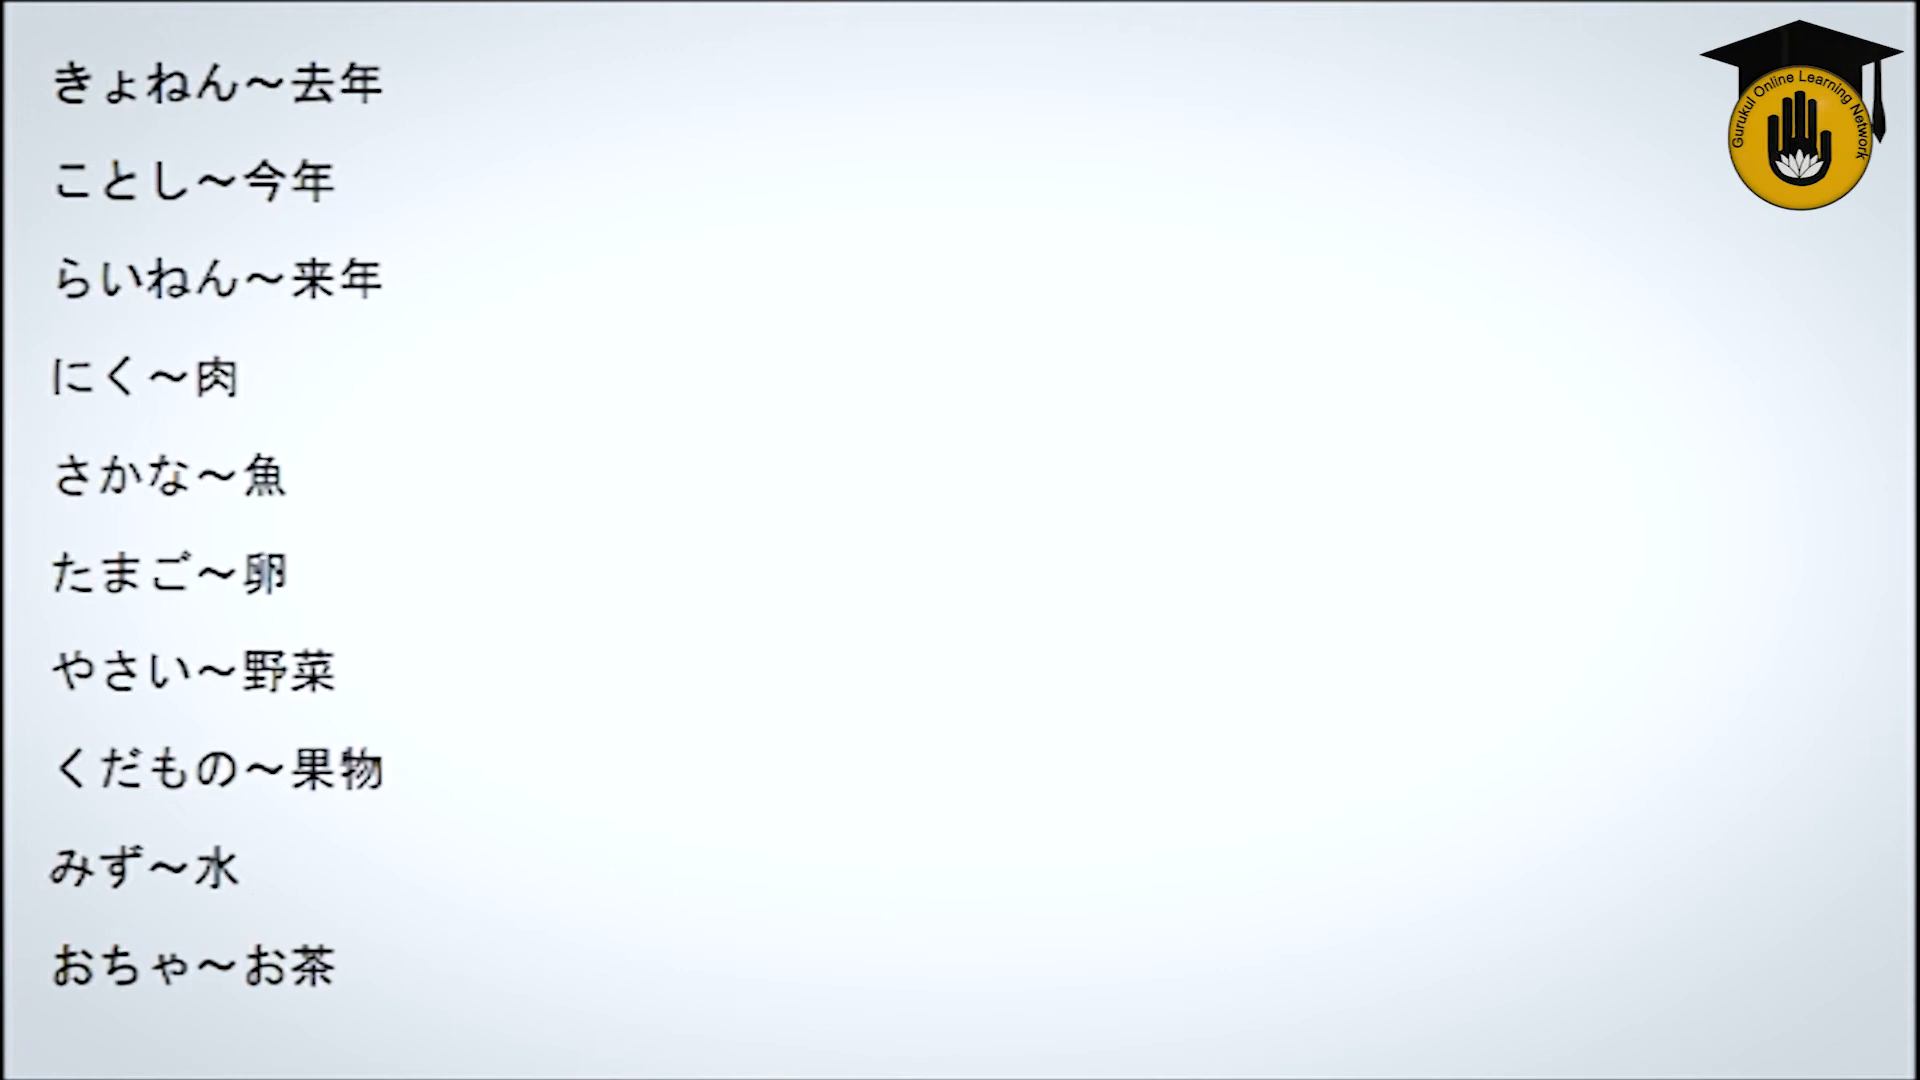 きょねん～去年
ことし～今年
らいねん～来年
にく～肉
さかな～魚
たまご～卵
やさい～野菜
くだもの～果物
みず～水
おちゃ～お茶
Gurukul Online Learning Network